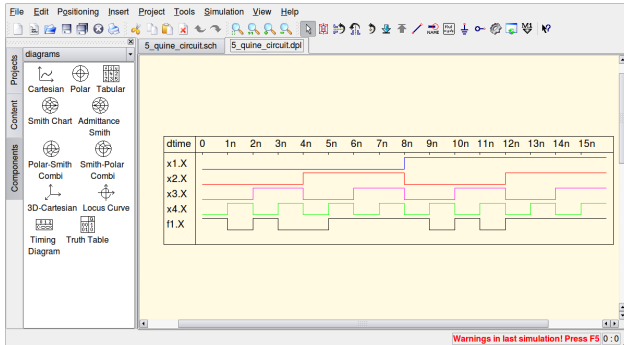 File Edit Positioning Insert Project Tools Simulation View Help
5_quine_circuit.sch 5_quine_circuit.dpl
Projects
Content
Components
diagrams
Cartesian Polar Tabular
Smith Chart Admittance
Smith
Polar-Smith Smith-Polar
Combi Combi
3D-Cartesian Locus Curve
Timing Truth Table
Diagram
dtime 0 1n 2n 3n 4n 5n 6n 7n 8n 9n 10n 11n 12n 13n 14n 15n
x1.X
x2.X
x3.X
x4.X
f1.X
Warnings in last simulation! Press F5 0 : 0